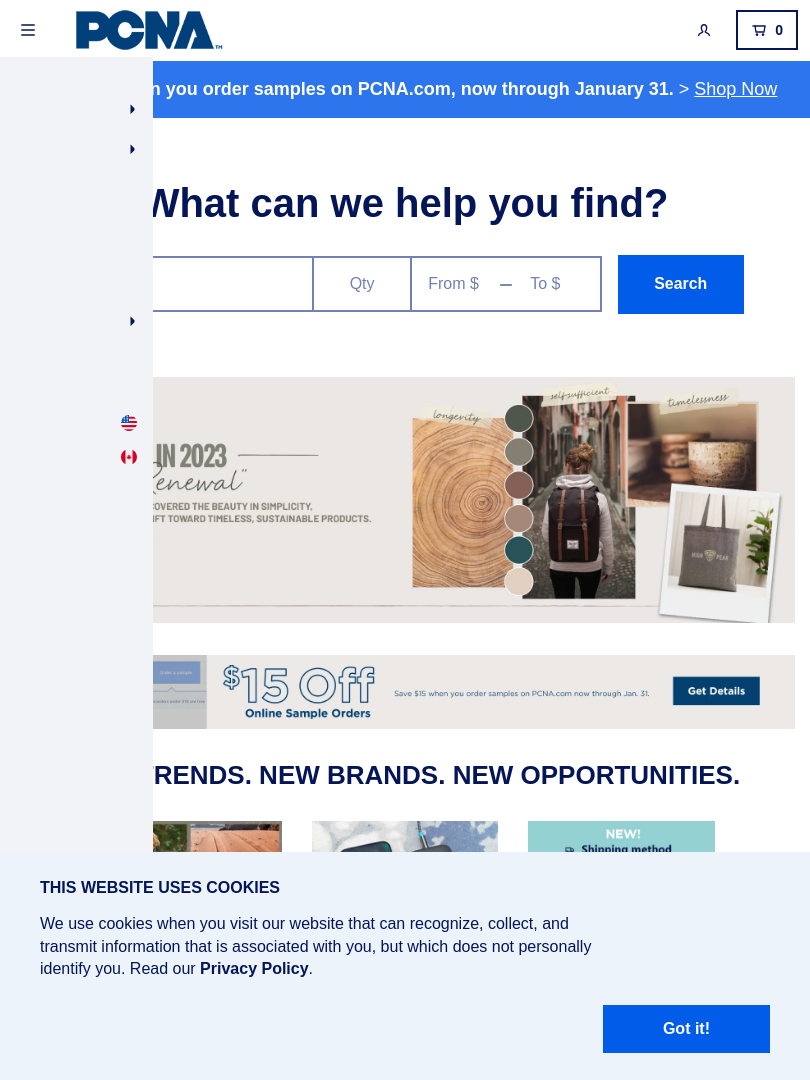 PCNA™
0
n you order samples on PCNA.com, now through January 31. > Shop Now
What can we help you find?
Qty
From $ – To $
Search
longevity
self-sufficient
timelessness
IN 2023
Renewal"
COVERED THE BEAUTY IN SIMPLICITY,
IFT TOWARD TIMELESS, SUSTAINABLE PRODUCTS.
HIGH PEAK
$15 Off
Online Sample Orders
Save $15 when you order samples on PCNA.com now through Jan. 31.
Get Details
TRENDS. NEW BRANDS. NEW OPPORTUNITIES.
NEW!
Shipping method
THIS WEBSITE USES COOKIES
We use cookies when you visit our website that can recognize, collect, and
transmit information that is associated with you, but which does not personally
identify you. Read our Privacy Policy.
Got it!